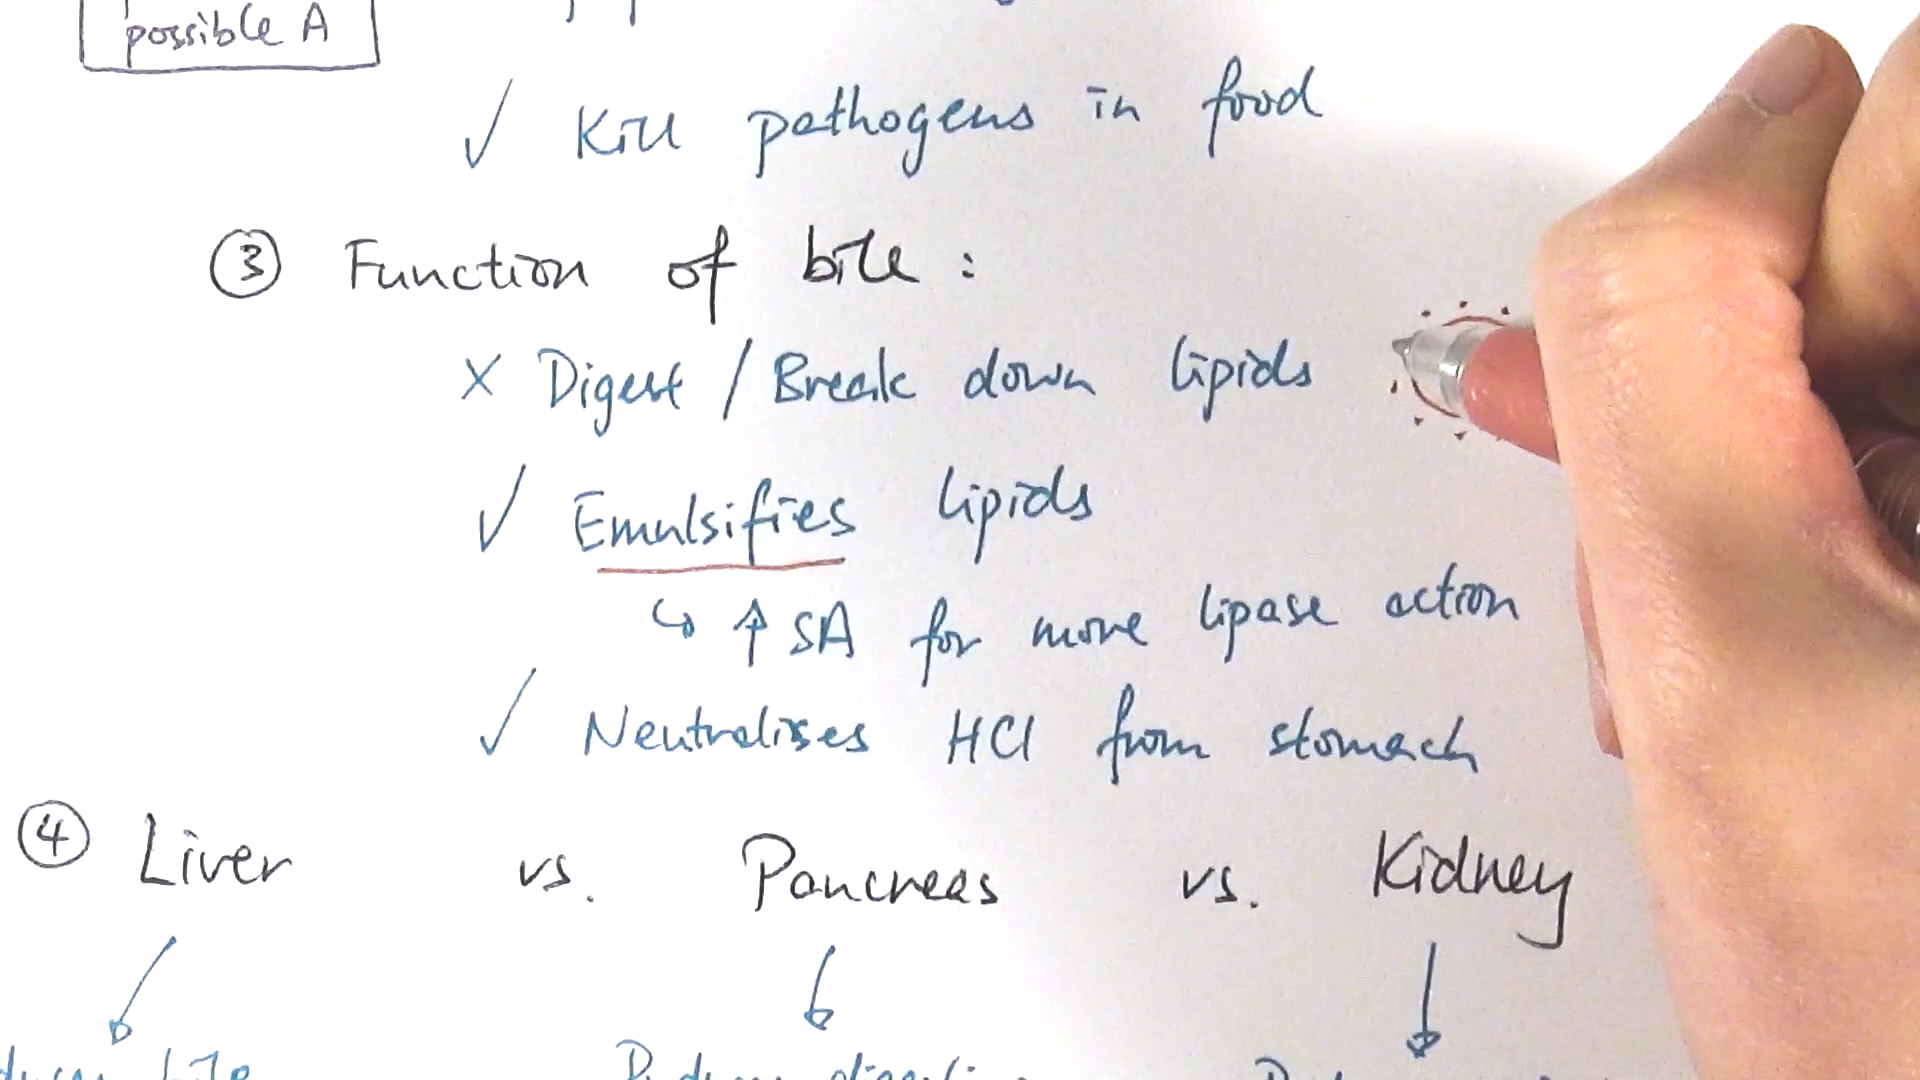 possible A
✓ Kill pathogens in food
③ Function of bile :
X Digest / Break down lipids
✓ Emulsifies lipids
↳ ↑ SA for more lipase action
✓ Neutralises HCl from stomach
④ Liver vs. Pancreas vs. Kidney
bile